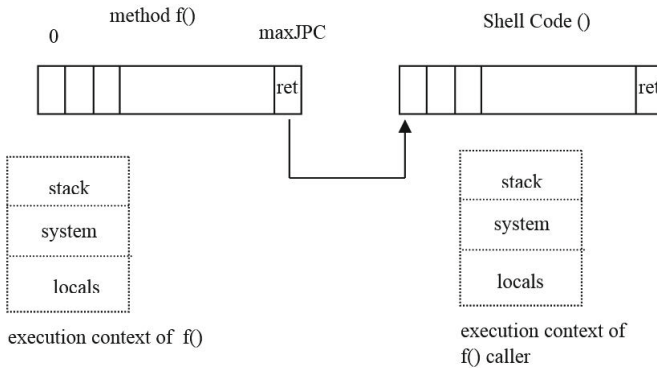 method f()
0
maxJPC
ret
Shell Code ()
ret
stack
system
locals
execution context of f()
stack
system
locals
execution context of
f() caller